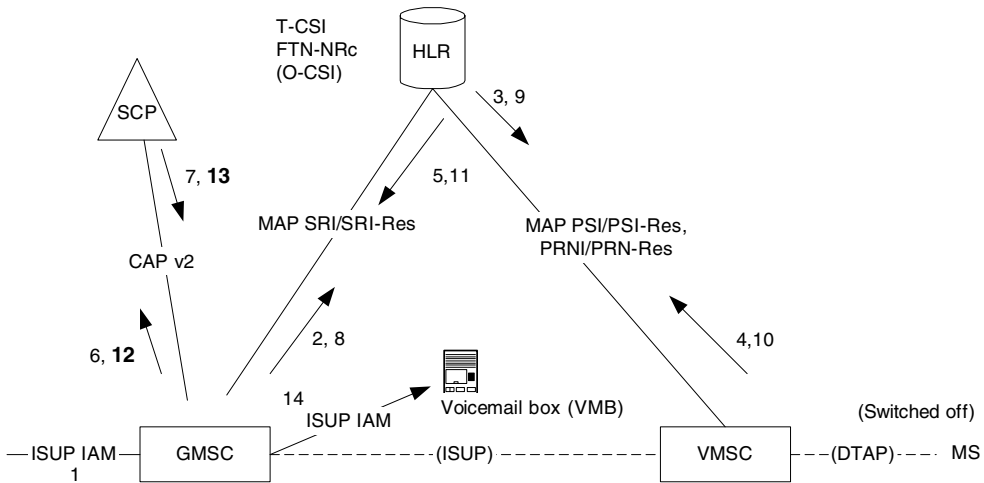 T-CSI
FTN-NRc
(O-CSI)
HLR
SCP
3, 9
7, 13
5,11
MAP SRI/SRI-Res
MAP PSI/PSI-Res,
PRNI/PRN-Res
CAP v2
6, 12
2, 8
4,10
14
ISUP IAM
Voicemail box (VMB)
(Switched off)
ISUP IAM
1
GMSC
(ISUP)
VMSC
(DTAP)
MS